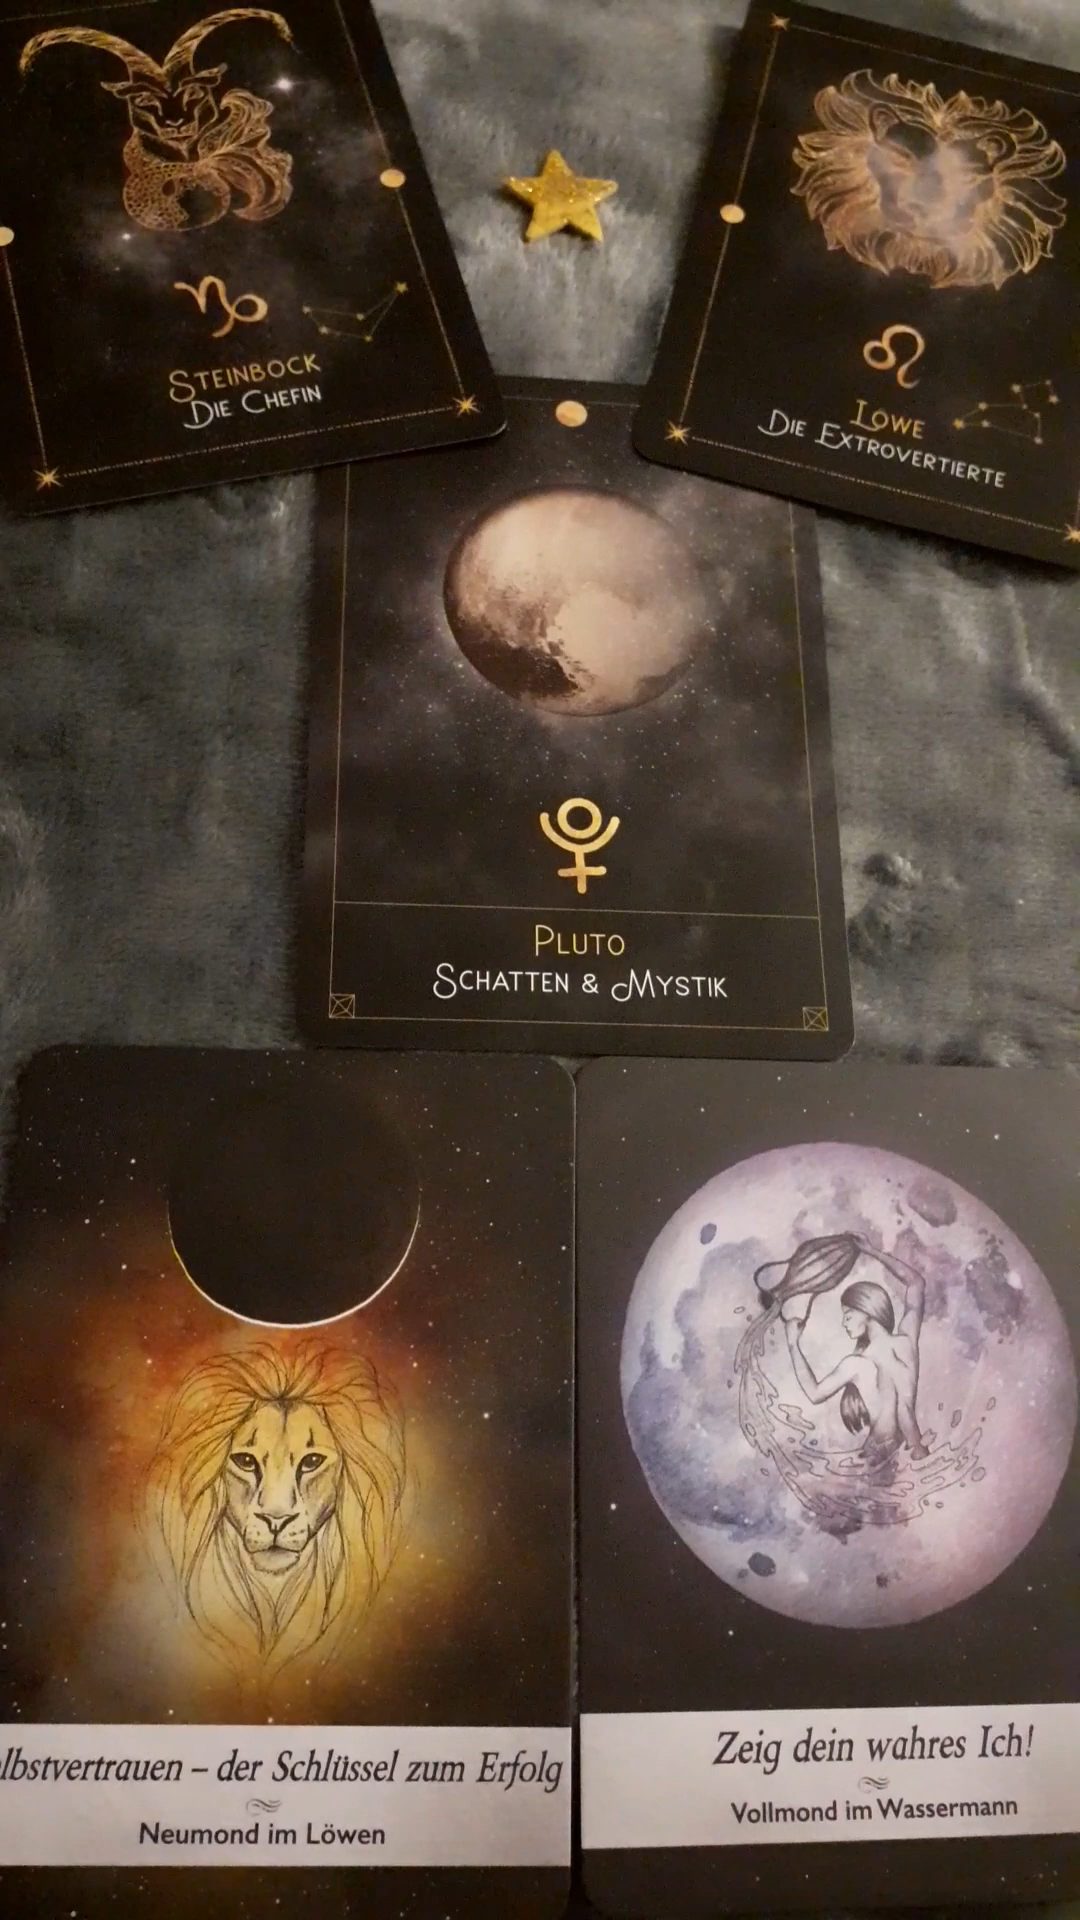 STEINBOCK
DIE CHEFIN
LÖWE
DIE EXTROVERTIERTE
PLUTO
SCHATTEN & MYSTIK
lbstvertrauen – der Schlüssel zum Erfolg
Neumond im Löwen
Zeig dein wahres Ich!
Vollmond im Wassermann